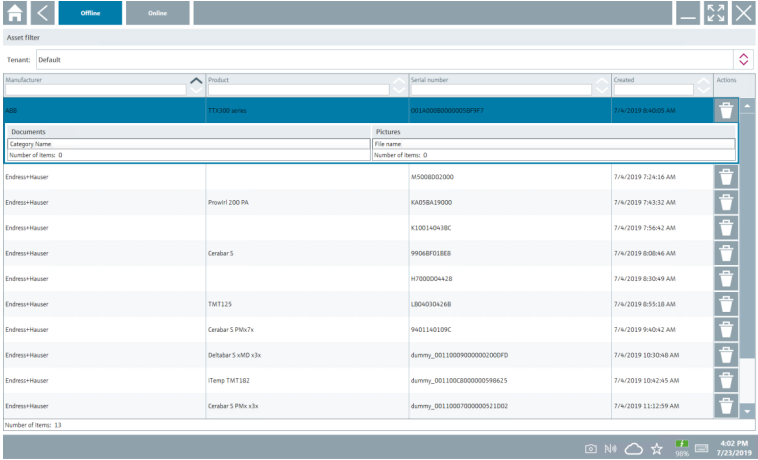 Offline Online
Asset filter
Tenant: Default
Manufacturer Product Serial number Created Actions
ABB TTX300 series 001A000B0000005BF9F7 7/4/2019 8:40:05 AM
Documents Pictures
Category Name File name
Number of items: 0 Number of items: 0
Endress+Hauser M5008D02000 7/4/2019 7:24:16 AM
Endress+Hauser Prowirl 200 PA KA05BA19000 7/4/2019 7:43:32 AM
Endress+Hauser K100140438C 7/4/2019 7:56:42 AM
Endress+Hauser Cerabar S 9906BF01BEB 7/4/2019 8:08:46 AM
Endress+Hauser H7000D04428 7/4/2019 8:30:49 AM
Endress+Hauser TMT125 LB04030426B 7/4/2019 8:55:18 AM
Endress+Hauser Cerabar S PMx7x 9401140109C 7/4/2019 9:40:42 AM
Endress+Hauser Deltabar S xMD x3x dummy_001100090000000200DFD 7/4/2019 10:30:48 AM
Endress+Hauser iTemp TMT182 dummy_001100C8000000598625 7/4/2019 10:42:45 AM
Endress+Hauser Cerabar S PMx x3x dummy_00110007000000521D02 7/4/2019 11:12:59 AM
Number of items: 13
98% 4:02 PM
7/23/2019